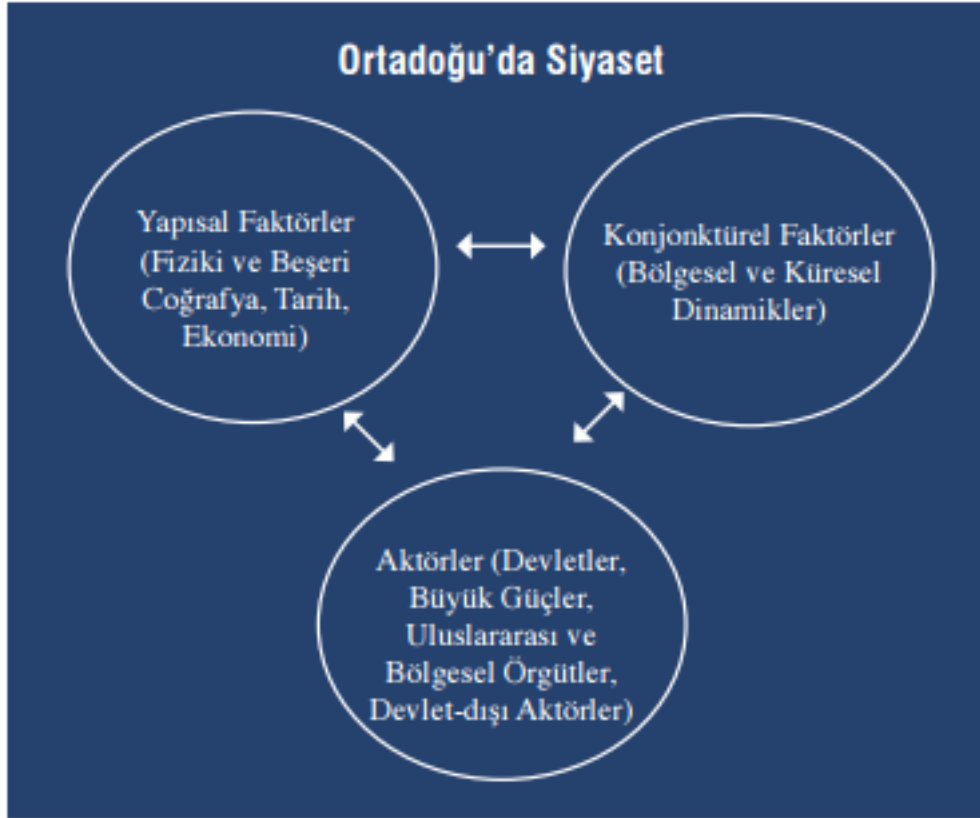 Ortadoğu'da Siyaset
Yapısal Faktörler
(Fiziki ve Beşeri
Coğrafya, Tarih,
Ekonomi)
Konjonktürel Faktörler
(Bölgesel ve Küresel
Dinamikler)
Aktörler (Devletler,
Büyük Güçler,
Uluslararası ve
Bölgesel Örgütler,
Devlet-dışı Aktörler)